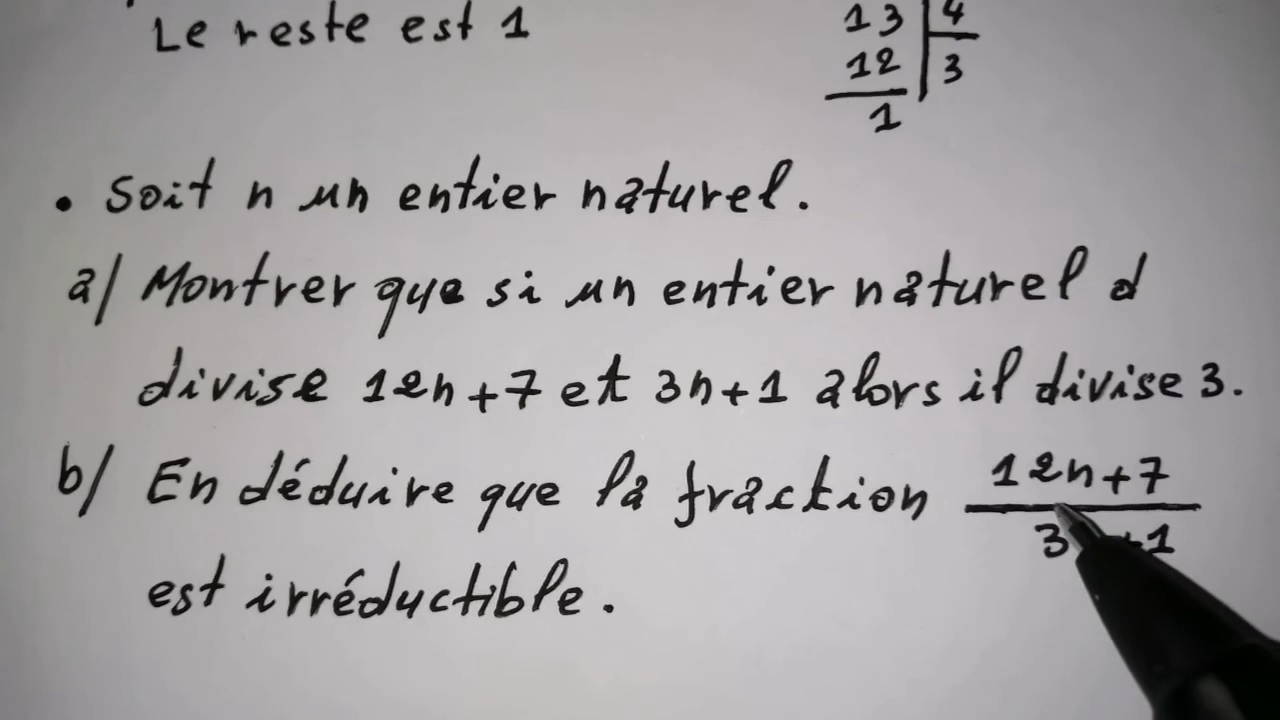 Le reste est 1
13 4
12 3
1
• Soit n un entier naturel.
a/ Montrer que si un entier naturel d
divise 12n+7 et 3n+1 alors il divise 3.
b/ En déduire que la fraction 12n+7
3 +1
est irréductible.